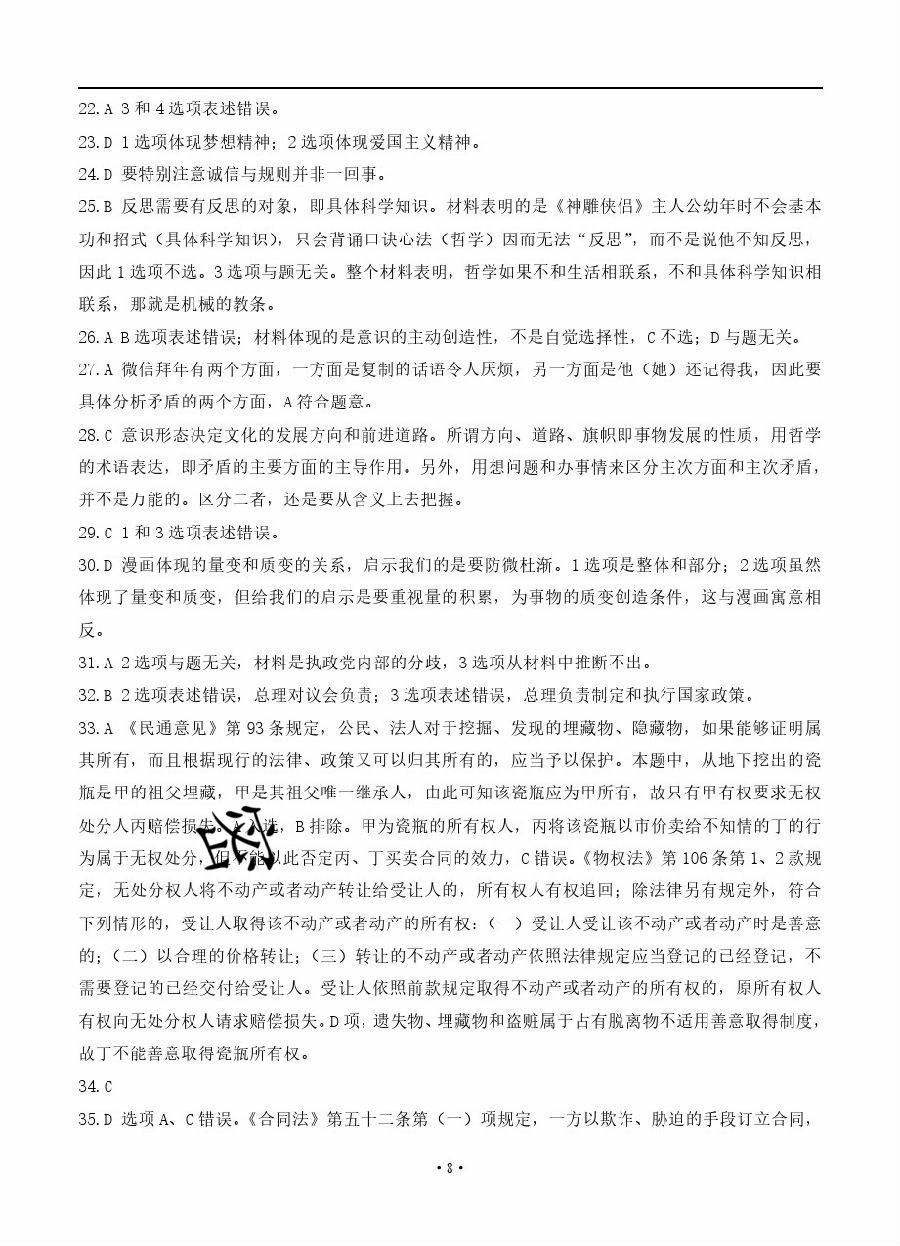 22.A 3 和 4 选项表述错误。
23.D 1 选项体现梦想精神；2 选项体现爱国主义精神。
24.D 要特别注意诚信与规则并非一回事。
25.B 反思需要有反思的对象，即具体科学知识。材料表明的是《神雕侠侣》主人公幼年时不会基本
功和招式（具体科学知识），只会背诵口诀心法（哲学）因而无法“反思”，而不是说他不知反思，
因此 1 选项不选。3 选项与题无关。整个材料表明，哲学如果不和生活相联系，不和具体科学知识相
联系，那就是机械的教条。
26.A B 选项表述错误；材料体现的是意识的主动创造性，不是自觉选择性，C 不选；D 与题无关。
27.A 微信拜年有两个方面，一方面是复制的话语令人厌烦，另一方面是他（她）还记得我，因此要
具体分析矛盾的两个方面，A 符合题意。
28.C 意识形态决定文化的发展方向和前进道路。所谓方向、道路、旗帜即事物发展的性质，用哲学
的术语表达，即矛盾的主要方面的主导作用。另外，用想问题和办事情来区分主次方面和主次矛盾，
并不是万能的。区分二者，还是要从含义上去把握。
29.C 1 和 3 选项表述错误。
30.D 漫画体现的量变和质变的关系，启示我们的是要防微杜渐。1 选项是整体和部分；2 选项虽然
体现了量变和质变，但给我们的启示是要重视量的积累，为事物的质变创造条件，这与漫画寓意相
反。
31.A 2 选项与题无关，材料是执政党内部的分歧，3 选项从材料中推断不出。
32.B 2 选项表述错误，总理对议会负责；3 选项表述错误，总理负责制定和执行国家政策。
33.A 《民通意见》第 93 条规定，公民、法人对于挖掘、发现的埋藏物、隐藏物，如果能够证明属
其所有，而且根据现行的法律、政策又可以归其所有的，应当予以保护。本题中，从地下挖出的瓷
瓶是甲的祖父埋藏，甲是其祖父唯一继承人，由此可知该瓷瓶应为甲所有，故只有甲有权要求无权
处分人丙赔偿损失。A 入选，B 排除。甲为瓷瓶的所有权人，丙将该瓷瓶以市价卖给不知情的丁的行
为属于无权处分，但不能以此否定丙、丁买卖合同的效力，C 错误。《物权法》第 106 条第 1、2 款规
定，无处分权人将不动产或者动产转让给受让人的，所有权人有权追回；除法律另有规定外，符合
下列情形的，受让人取得该不动产或者动产的所有权：（一）受让人受让该不动产或者动产时是善意
的；（二）以合理的价格转让；（三）转让的不动产或者动产依照法律规定应当登记的已经登记，不
需要登记的已经交付给受让人。受让人依照前款规定取得不动产或者动产的所有权的，原所有权人
有权向无处分权人请求赔偿损失。D 项，遗失物、埋藏物和盗赃属于占有脱离物不适用善意取得制度，
故丁不能善意取得瓷瓶所有权。
34.C
35.D 选项 A、C 错误。《合同法》第五十二条第（一）项规定，一方以欺诈、胁迫的手段订立合同，
·8·